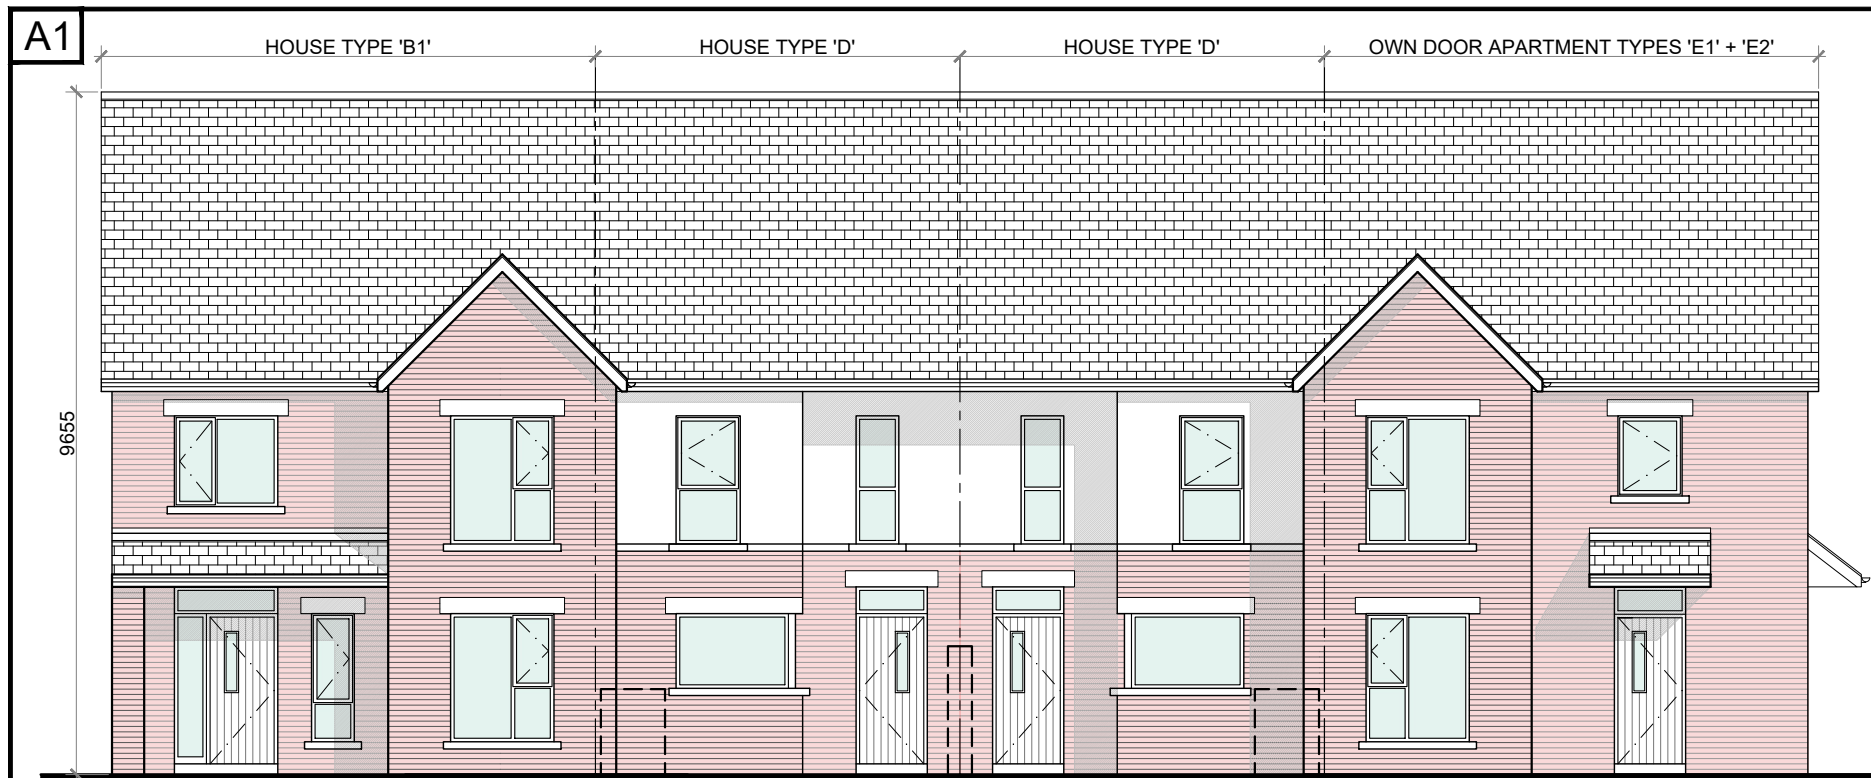 A1
HOUSE TYPE 'B1'
HOUSE TYPE 'D'
HOUSE TYPE 'D'
OWN DOOR APARTMENT TYPES 'E1' + 'E2'
9655